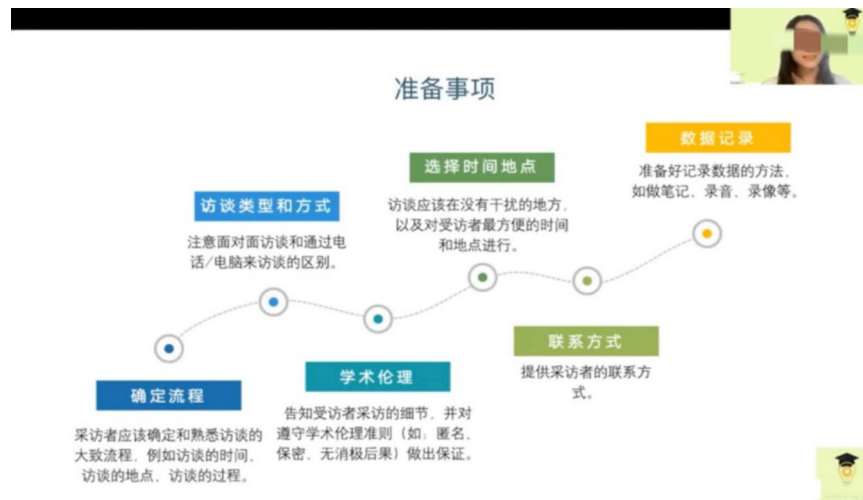 准备事项
数据记录
准备好记录数据的方法，
如做笔记、录音、录像等。
选择时间地点
访谈应该在没有干扰的地方，
以及对受访者最方便的时间
和地点进行。
访谈类型和方式
注意面对面访谈和通过电
话/电脑来访谈的区别。
联系方式
提供采访者的联系方
式。
学术伦理
告知受访者采访的细节，并对
遵守学术伦理准则（如：匿名、
保密、无消极后果）做出保证。
确定流程
采访者应该确定和熟悉访谈的
大致流程，例如访谈的时间、
访谈的地点、访谈的过程。